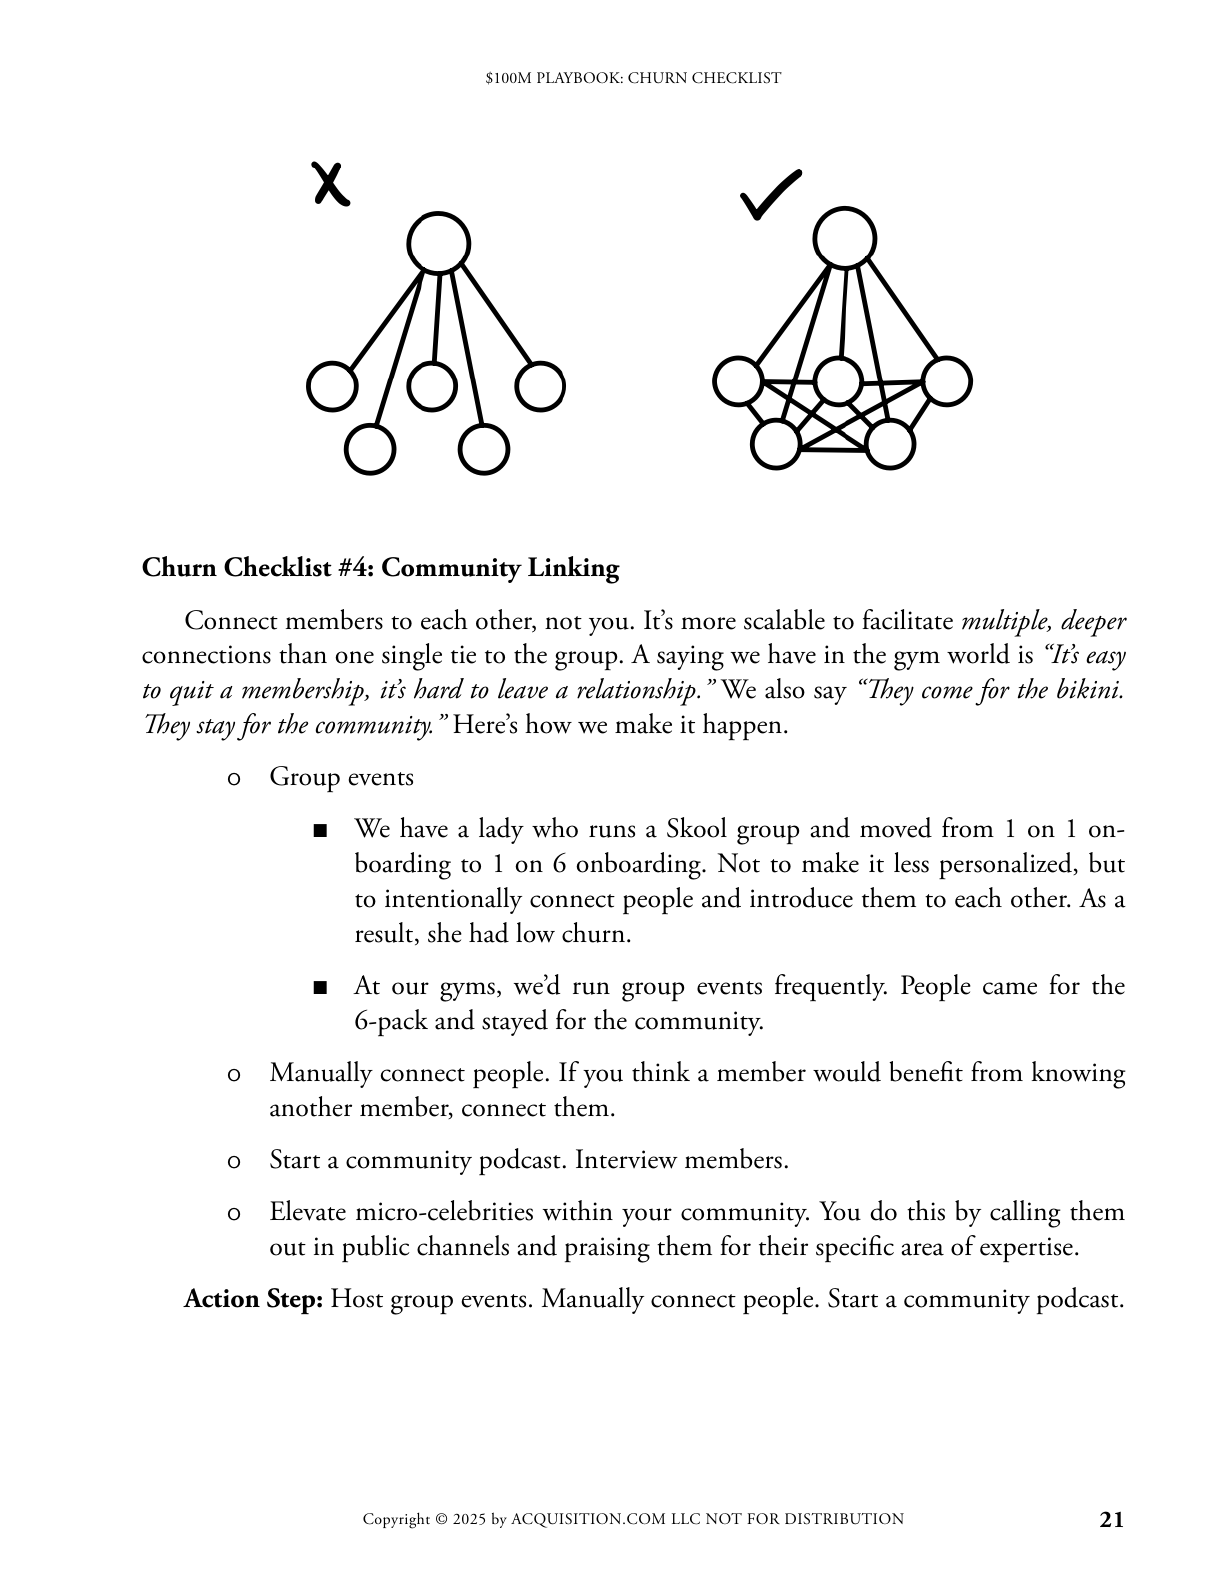 $100M PLAYBOOK: CHURN CHECKLIST
Churn Checklist #4: Community Linking
Connect members to each other, not you. It’s more scalable to facilitate multiple, deeper
connections than one single tie to the group. A saying we have in the gym world is “It’s easy
to quit a membership, it’s hard to leave a relationship.” We also say “They come for the bikini.
They stay for the community.” Here’s how we make it happen.
o Group events
■ We have a lady who runs a Skool group and moved from 1 on 1 on-
boarding to 1 on 6 onboarding. Not to make it less personalized, but
to intentionally connect people and introduce them to each other. As a
result, she had low churn.
■ At our gyms, we’d run group events frequently. People came for the
6-pack and stayed for the community.
o Manually connect people. If you think a member would benefit from knowing
another member, connect them.
o Start a community podcast. Interview members.
o Elevate micro-celebrities within your community. You do this by calling them
out in public channels and praising them for their specific area of expertise.
Action Step: Host group events. Manually connect people. Start a community podcast.
Copyright © 2025 by ACQUISITION.COM LLC NOT FOR DISTRIBUTION
21